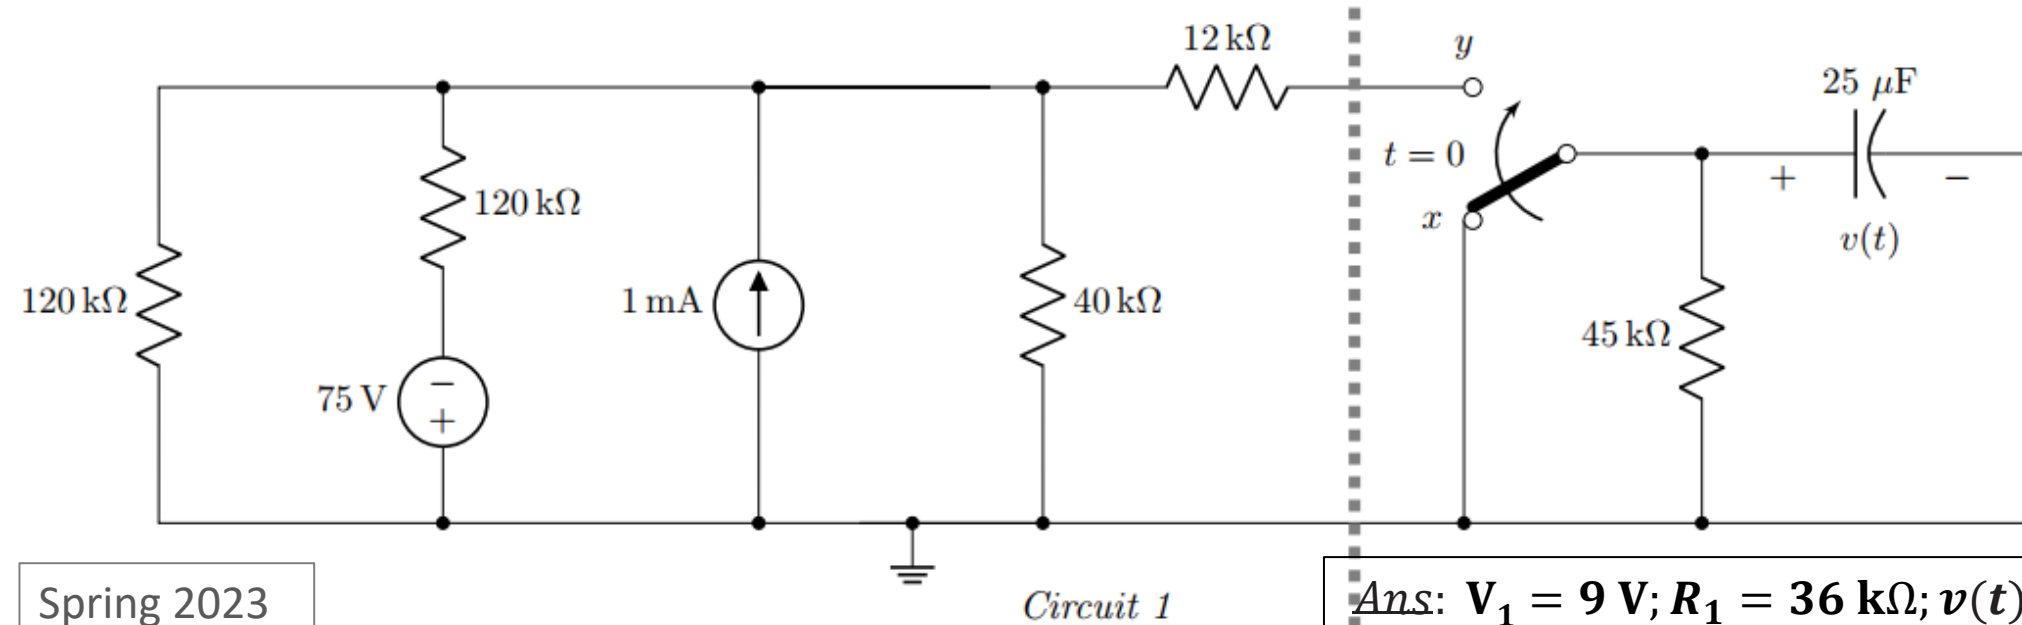 12 kΩ
y
25 μF
t = 0
+
−
120 kΩ
x
v(t)
120 kΩ
1 mA
40 kΩ
45 kΩ
75 V
−
+
Spring 2023
Circuit 1
Ans: V₁ = 9 V; R₁ = 36 kΩ; v(t)